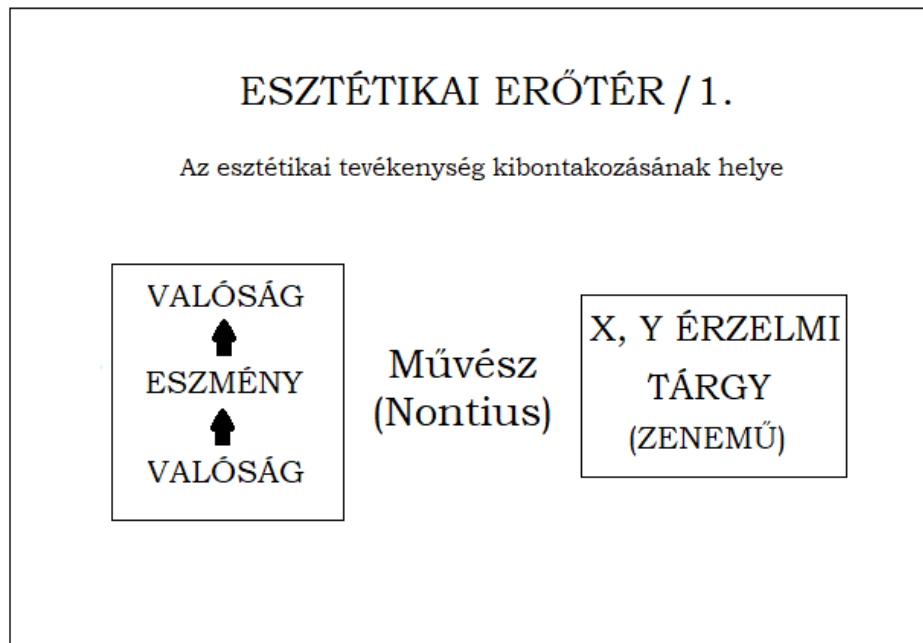 ESZTÉTIKAI ERŐTÉR / 1.
Az esztétikai tevékenység kibontakozásának helye
VALÓSÁG
ESZMÉNY
VALÓSÁG
Művész
(Nontius)
X, Y ÉRZELMI
TÁRGY
(ZENEMŰ)